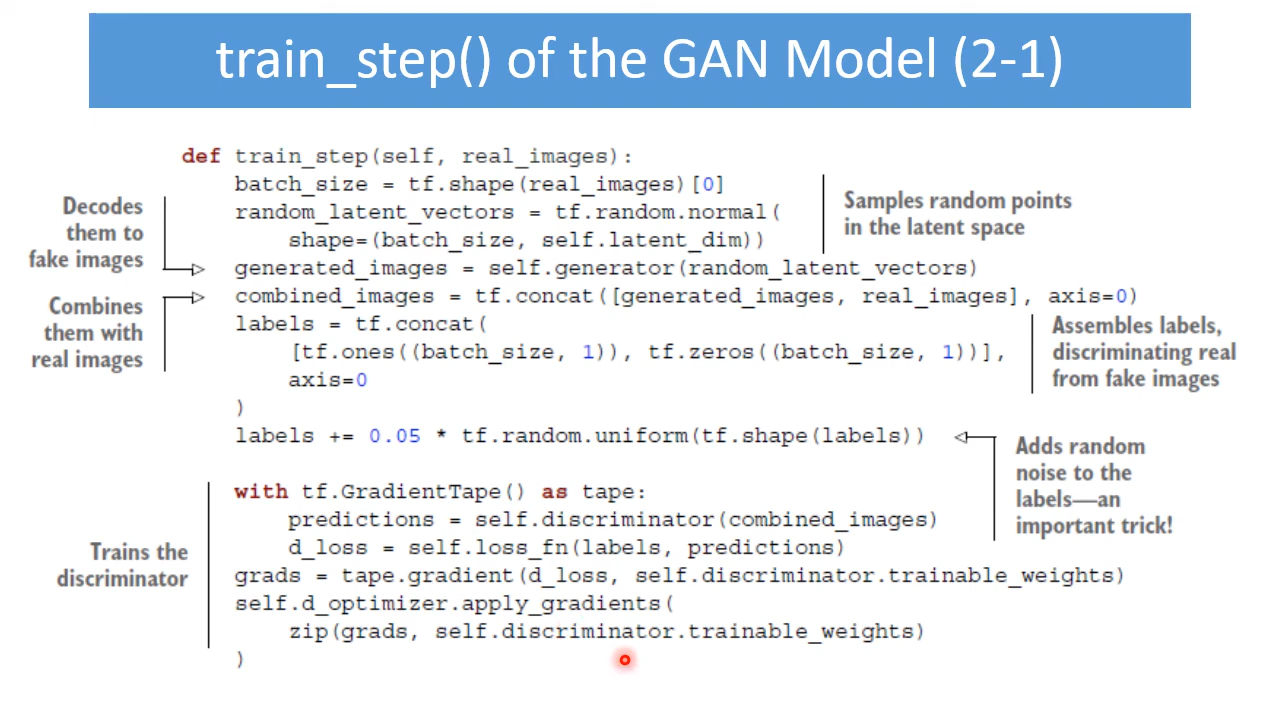 train_step() of the GAN Model (2-1)
def train_step(self, real_images):
batch_size = tf.shape(real_images)[0]
random_latent_vectors = tf.random.normal(
shape=(batch_size, self.latent_dim))
Samples random points
in the latent space
Decodes
them to
fake images
generated_images = self.generator(random_latent_vectors)
Combines
them with
real images
combined_images = tf.concat([generated_images, real_images], axis=0)
labels = tf.concat(
[tf.ones((batch_size, 1)), tf.zeros((batch_size, 1))],
axis=0
)
Assembles labels,
discriminating real
from fake images
labels += 0.05 * tf.random.uniform(tf.shape(labels))
Adds random
noise to the
labels—an
important trick!
Trains the
discriminator
with tf.GradientTape() as tape:
predictions = self.discriminator(combined_images)
d_loss = self.loss_fn(labels, predictions)
grads = tape.gradient(d_loss, self.discriminator.trainable_weights)
self.d_optimizer.apply_gradients(
zip(grads, self.discriminator.trainable_weights)
)